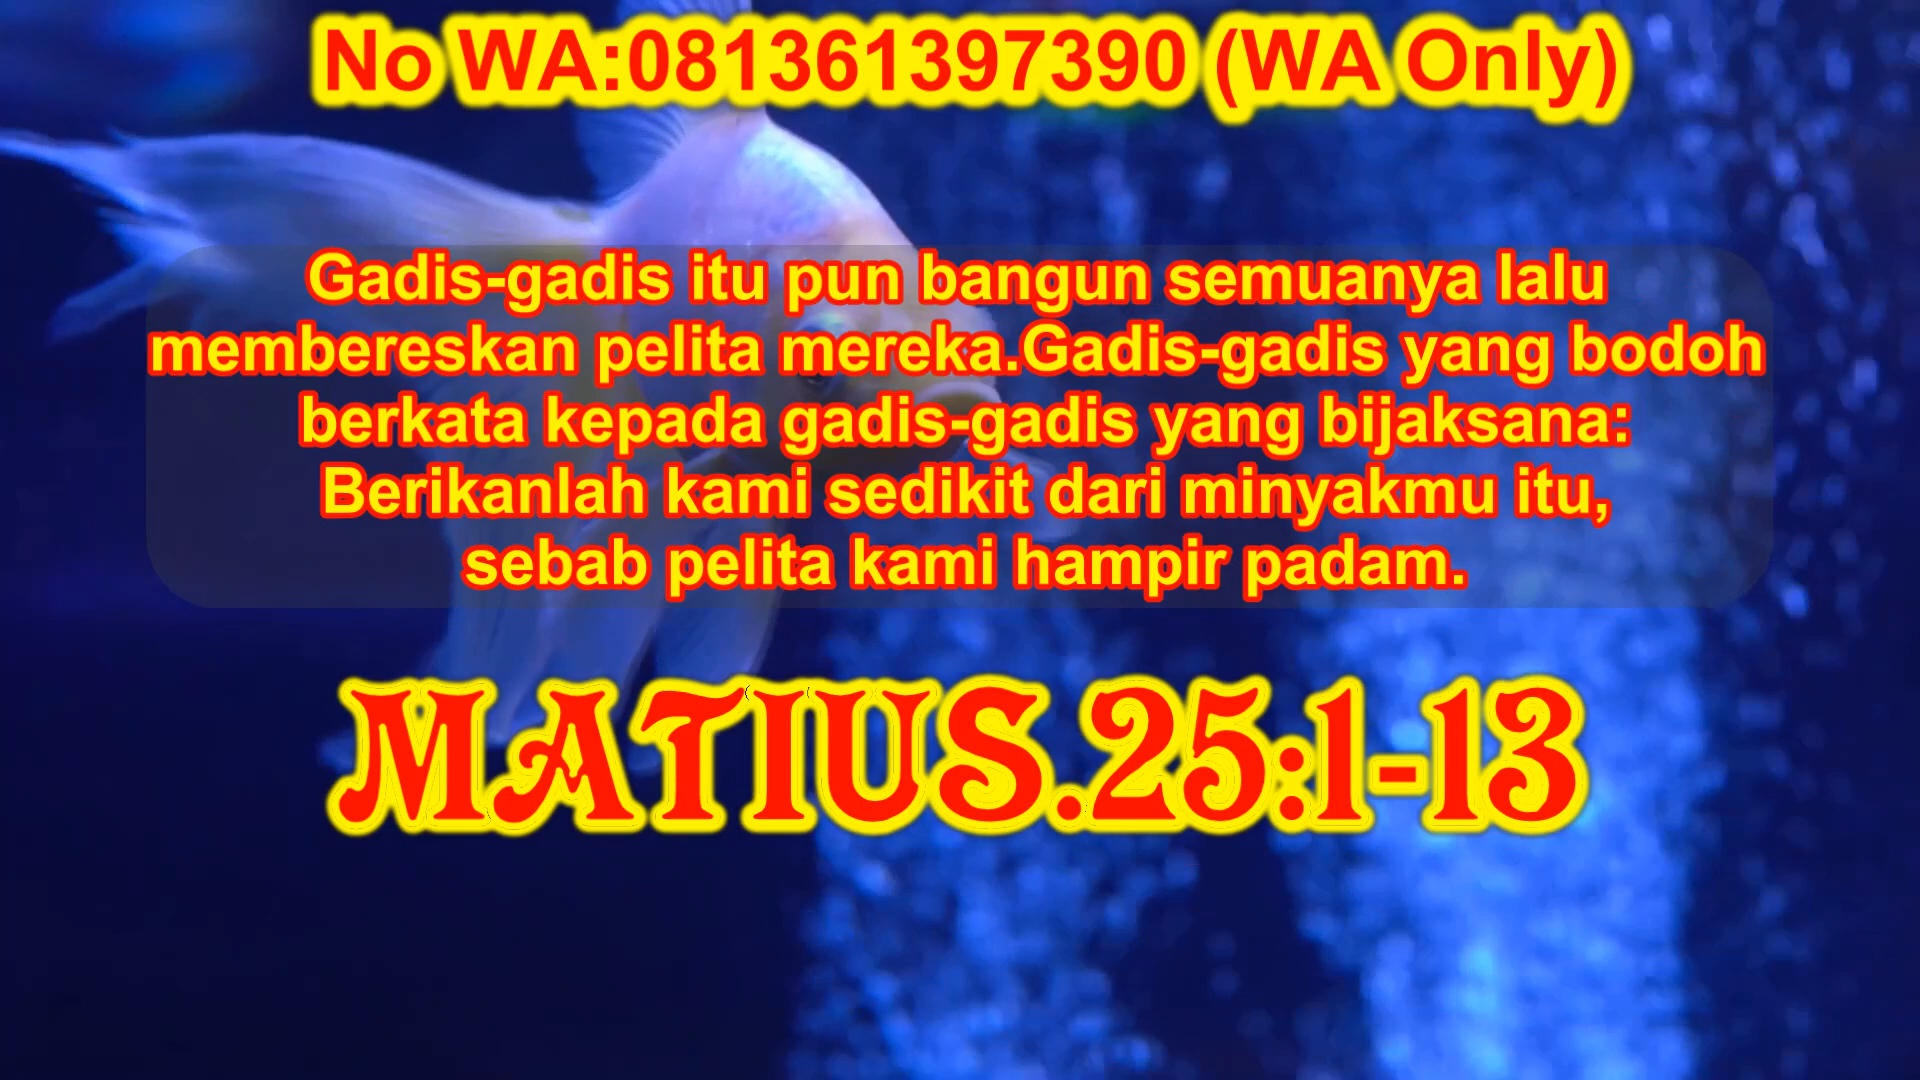 No WA:081361397390 (WA Only)
Gadis-gadis itu pun bangun semuanya lalu
membereskan pelita mereka.Gadis-gadis yang bodoh
berkata kepada gadis-gadis yang bijaksana:
Berikanlah kami sedikit dari minyakmu itu,
sebab pelita kami hampir padam.
MATIUS.25:1-13